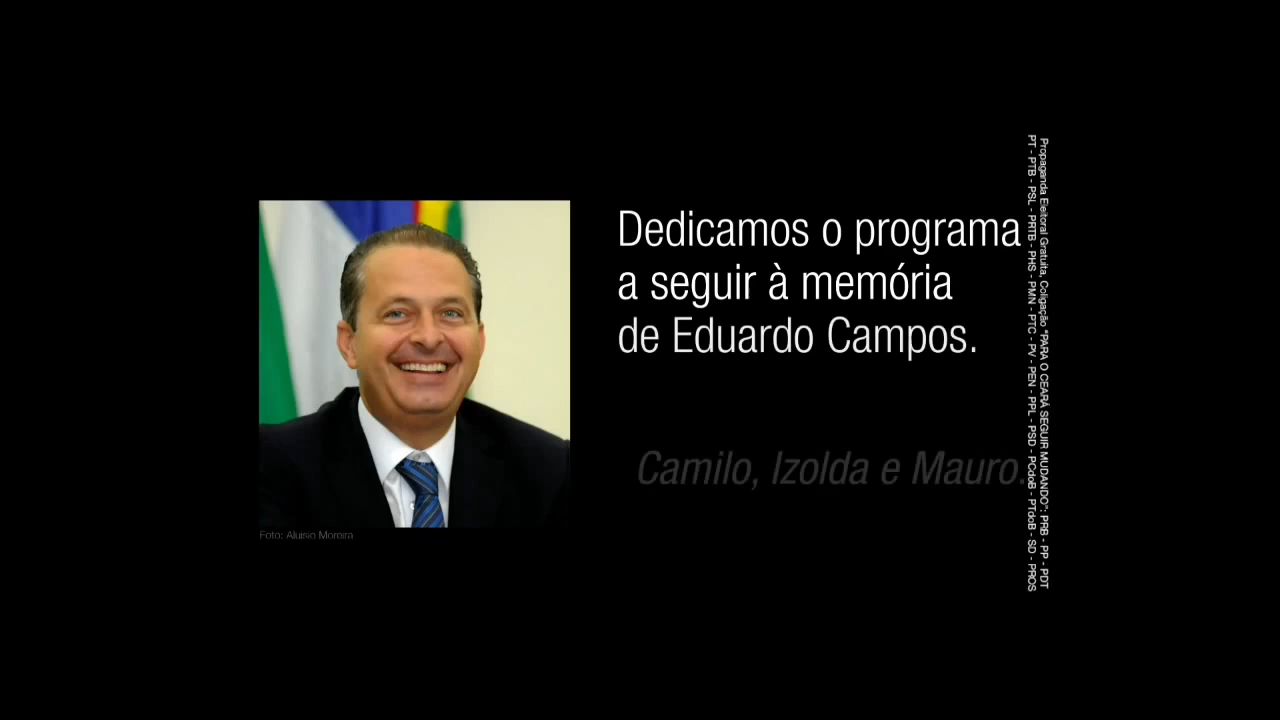 Dedicamos o programa
a seguir à memória
de Eduardo Campos.
Camilo, Izolda e Mauro.
Foto: Aluisio Moreira
Propaganda Eleitoral Gratuita, Coligação "PARA O CEARÁ SEGUIR MUDANDO": PRB - PP - PDT
PT - PTB - PSL - PRTB - PHS - PMN - PTC - PV - PEN - PPL - PSD - PCdoB - PTdoB - SD - PROS